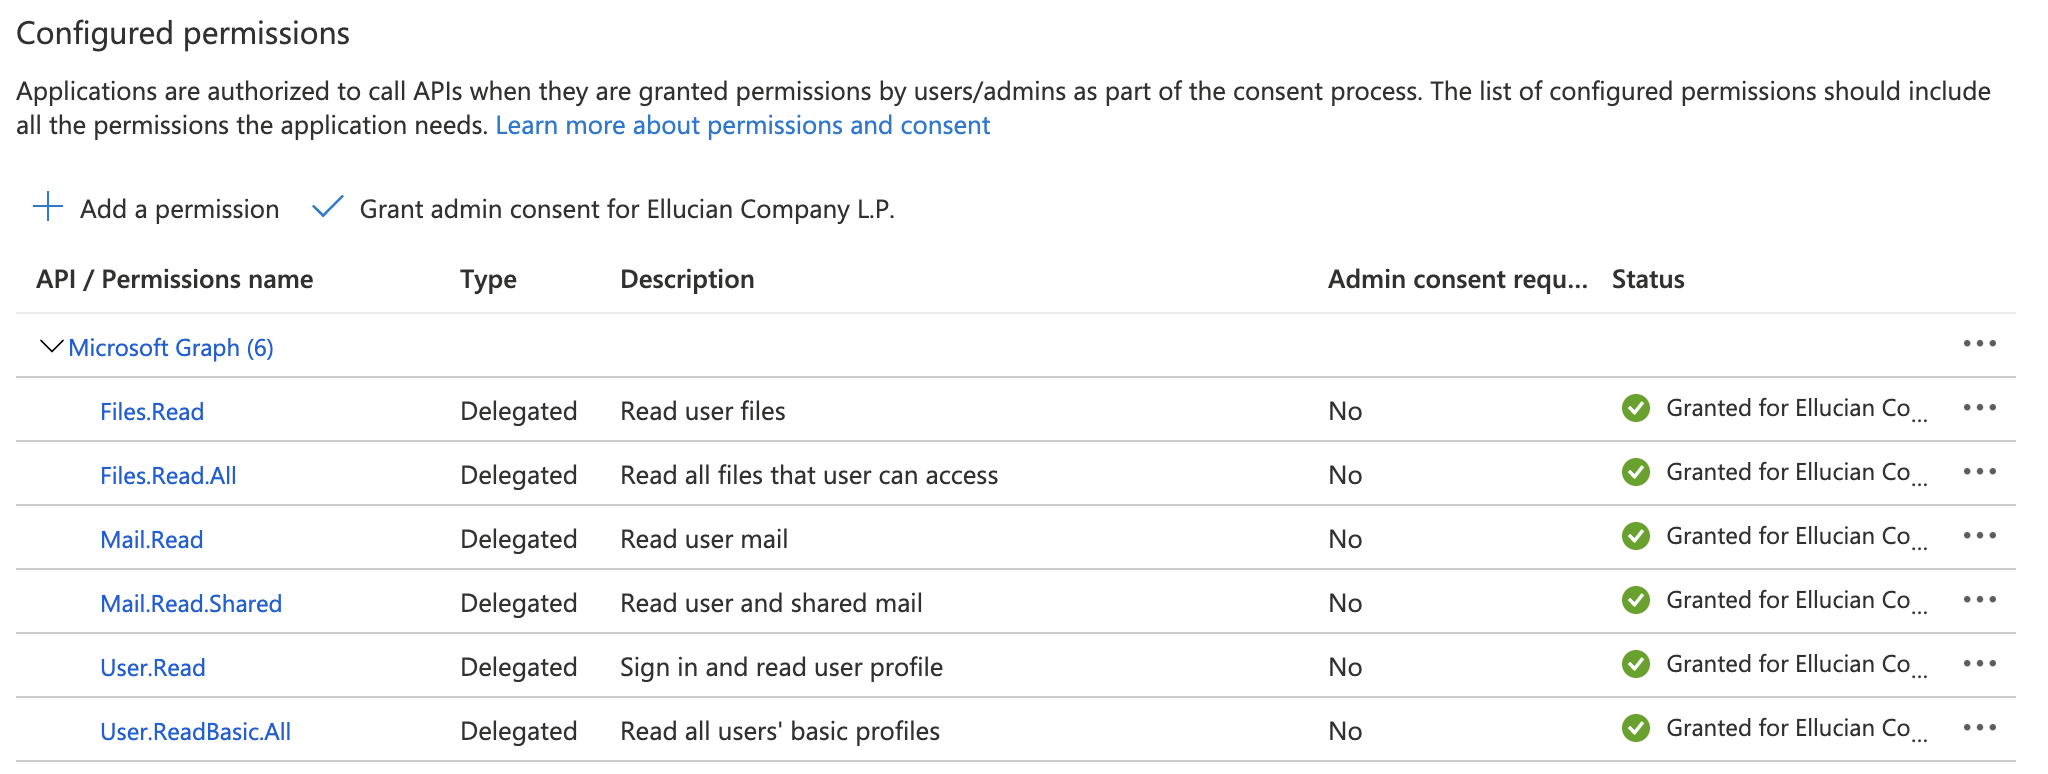 Configured permissions
Applications are authorized to call APIs when they are granted permissions by users/admins as part of the consent process. The list of configured permissions should include
all the permissions the application needs. Learn more about permissions and consent
Add a permission Grant admin consent for Ellucian Company L.P.
API / Permissions name Type Description Admin consent requ... Status
Microsoft Graph (6)
Files.Read Delegated Read user files No Granted for Ellucian Co...
Files.Read.All Delegated Read all files that user can access No Granted for Ellucian Co...
Mail.Read Delegated Read user mail No Granted for Ellucian Co...
Mail.Read.Shared Delegated Read user and shared mail No Granted for Ellucian Co...
User.Read Delegated Sign in and read user profile No Granted for Ellucian Co...
User.ReadBasic.All Delegated Read all users' basic profiles No Granted for Ellucian Co...